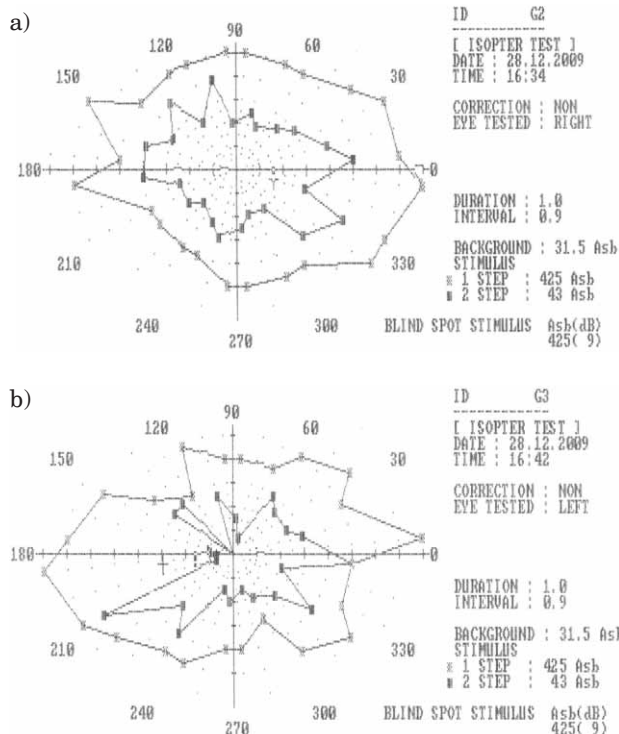 a)
ID G2
[ ISOPTER TEST ]
DATE : 28.12.2009
TIME : 16:34
CORRECTION : NON
EYE TESTED : RIGHT
DURATION : 1.0
INTERVAL : 0.9
BACKGROUND : 31.5 Asb
STIMULUS
1 STEP : 425 Asb
2 STEP : 43 Asb
BLIND SPOT STIMULUS Asb(dB)
425( 9)
90
120 60
150 30
180 0
210 330
240 300
270
b)
ID G3
[ ISOPTER TEST ]
DATE : 28.12.2009
TIME : 16:42
CORRECTION : NON
EYE TESTED : LEFT
DURATION : 1.0
INTERVAL : 0.9
BACKGROUND : 31.5 Asb
STIMULUS
1 STEP : 425 Asb
2 STEP : 43 Asb
BLIND SPOT STIMULUS Asb(dB)
425( 9)
90
120 60
150 30
180 0
210 330
240 300
270